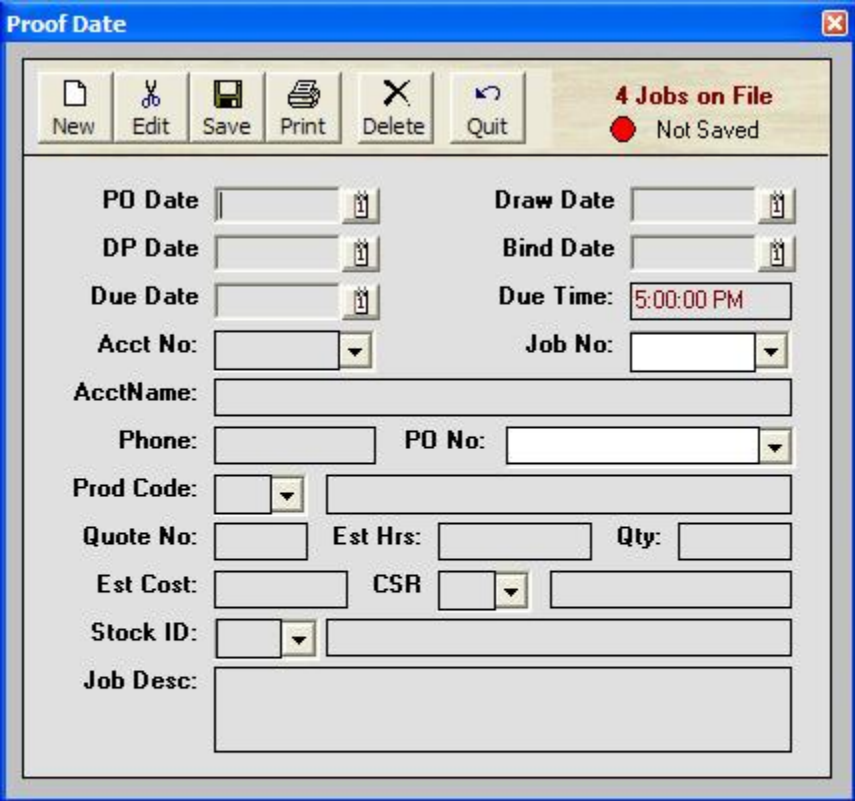 Proof Date
New Edit Save Print Delete Quit
4 Jobs on File
Not Saved
PO Date Draw Date
DP Date Bind Date
Due Date Due Time: 5:00:00 PM
Acct No: Job No:
AcctName:
Phone: PO No:
Prod Code:
Quote No: Est Hrs: Qty:
Est Cost: CSR
Stock ID:
Job Desc: